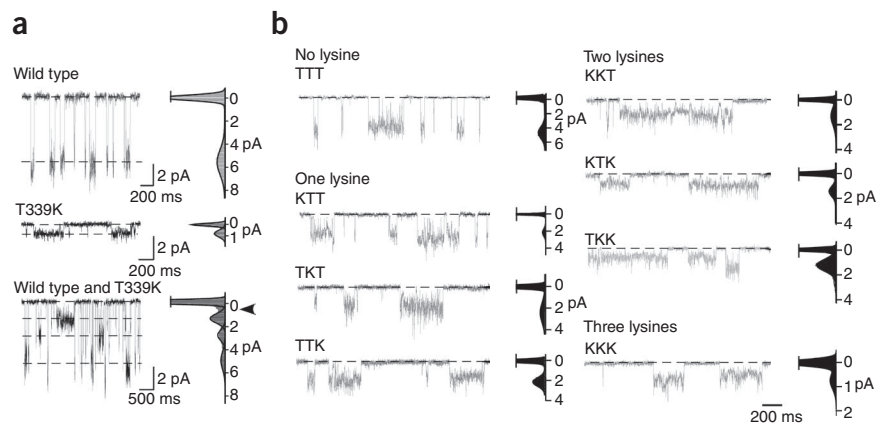 a
Wild type
0
2
4
6
8
pA
2 pA
200 ms
T339K
0
1
pA
2 pA
200 ms
Wild type and T339K
0
2
4
6
8
pA
2 pA
500 ms
b
No lysine
TTT
0
2
4
6
pA
One lysine
KTT
0
2
4
TKT
0
2
4
pA
TTK
0
2
4
Two lysines
KKT
0
2
4
KTK
0
2
4
pA
TKK
0
2
4
Three lysines
KKK
0
1
2
pA
200 ms